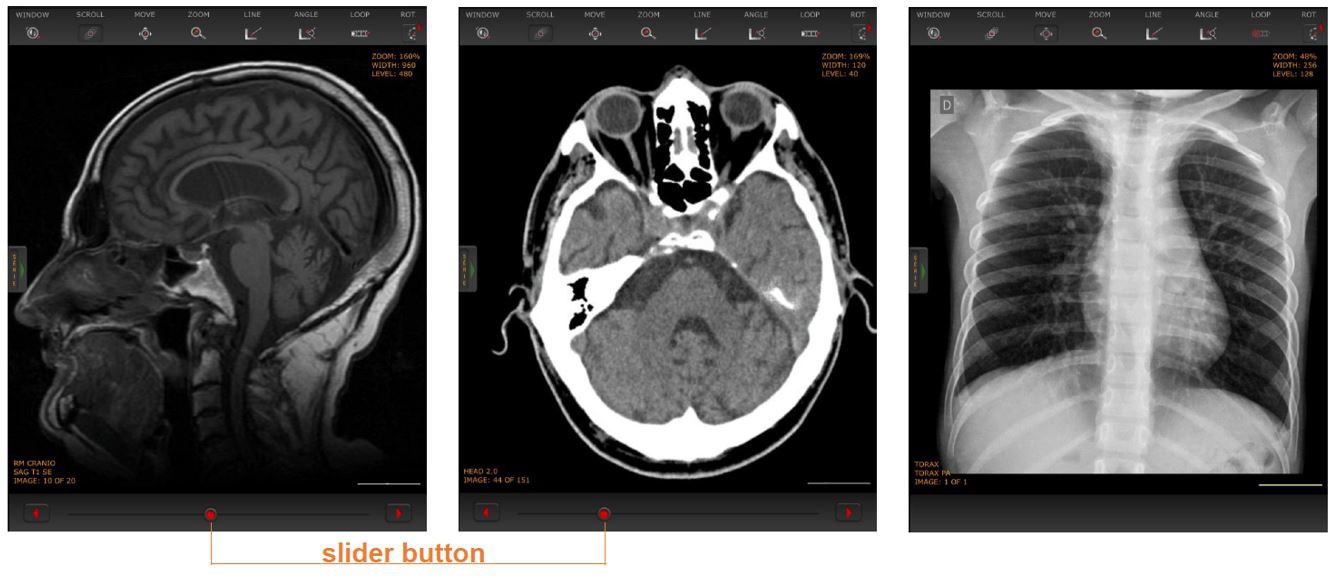 WINDOW SCROLL MOVE ZOOM LINE ANGLE LOOP ROT.
ZOOM: 160%
WIDTH: 960
LEVEL: 480
SÉRIE
RM CRANIO
SAG T1 SE
IMAGE: 10 OF 20
WINDOW SCROLL MOVE ZOOM LINE ANGLE LOOP ROT.
ZOOM: 169%
WIDTH: 120
LEVEL: 40
SÉRIE
HEAD 2.0
IMAGE: 44 OF 151
WINDOW SCROLL MOVE ZOOM LINE ANGLE LOOP ROT.
ZOOM: 48%
WIDTH: 256
LEVEL: 128
D
SÉRIE
TORAX
TORAX PA
IMAGE: 1 OF 1
slider button